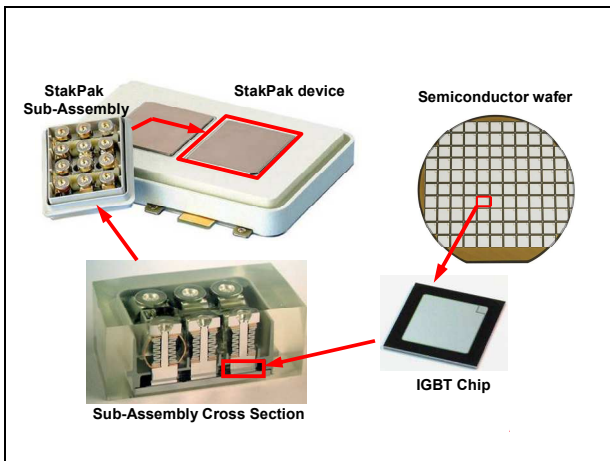 StakPak
Sub-Assembly
StakPak device
Semiconductor wafer
IGBT Chip
Sub-Assembly Cross Section